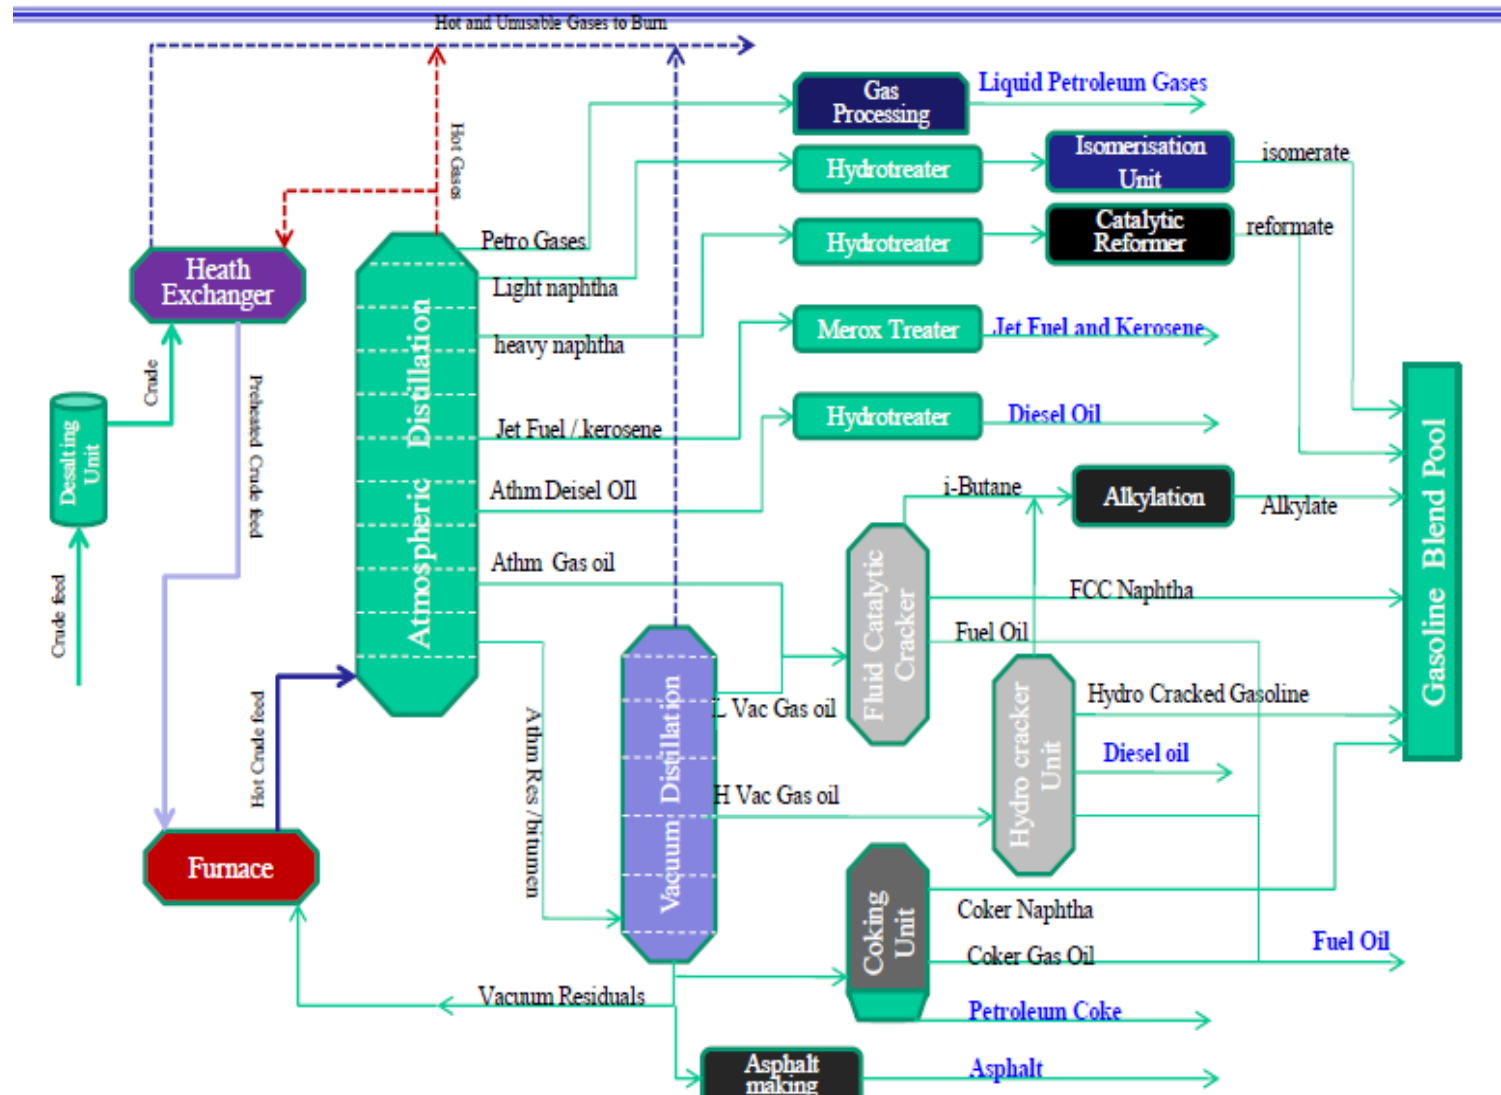 Hot and Unusable Gases to Burn
Hot Gases
Gas
Processing
Liquid Petroleum Gases
Hydrotreater
Isomerisation
Unit
isomerate
Hydrotreater
Catalytic
Reformer
reformate
Petro Gases
Light naphtha
heavy naphtha
Heath
Exchanger
Merox Treater
Jet Fuel and Kerosene
Hydrotreater
Diesel Oil
Jet Fuel /.kerosene
Athm Deisel OIl
Athm Gas oil
Atmospheric Distillation
Crude
Preheated Crude feed
Desalting
Unit
Crude feed
Hot Crude feed
Furnace
i-Butane
Alkylation
Alkylate
Fluid Catalytic
Cracker
FCC Naphtha
Fuel Oil
Gasoline Blend Pool
L Vac Gas oil
H Vac Gas oil
Vacuum Distillation
Athm Res /bitumen
Hydro cracker
Unit
Hydro Cracked Gasoline
Diesel oil
Coking
Unit
Coker Naphtha
Coker Gas Oil
Fuel Oil
Petroleum Coke
Vacuum Residuals
Asphalt
making
Asphalt